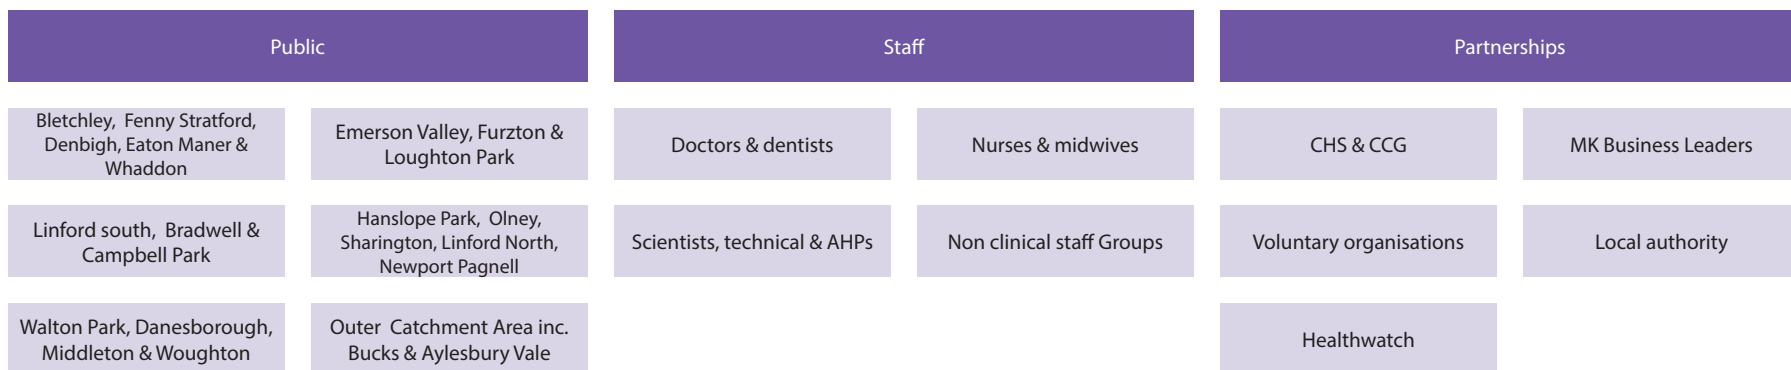 Public
Bletchley, Fenny Stratford,
Denbigh, Eaton Maner &
Whaddon
Emerson Valley, Furzton &
Loughton Park
Linford south, Bradwell &
Campbell Park
Hanslope Park, Olney,
Sharington, Linford North,
Newport Pagnell
Walton Park, Danesborough,
Middleton & Woughton
Outer Catchment Area inc.
Bucks & Aylesbury Vale
Staff
Doctors & dentists
Nurses & midwives
Scientists, technical & AHPs
Non clinical staff Groups
Partnerships
CHS & CCG
MK Business Leaders
Voluntary organisations
Local authority
Healthwatch